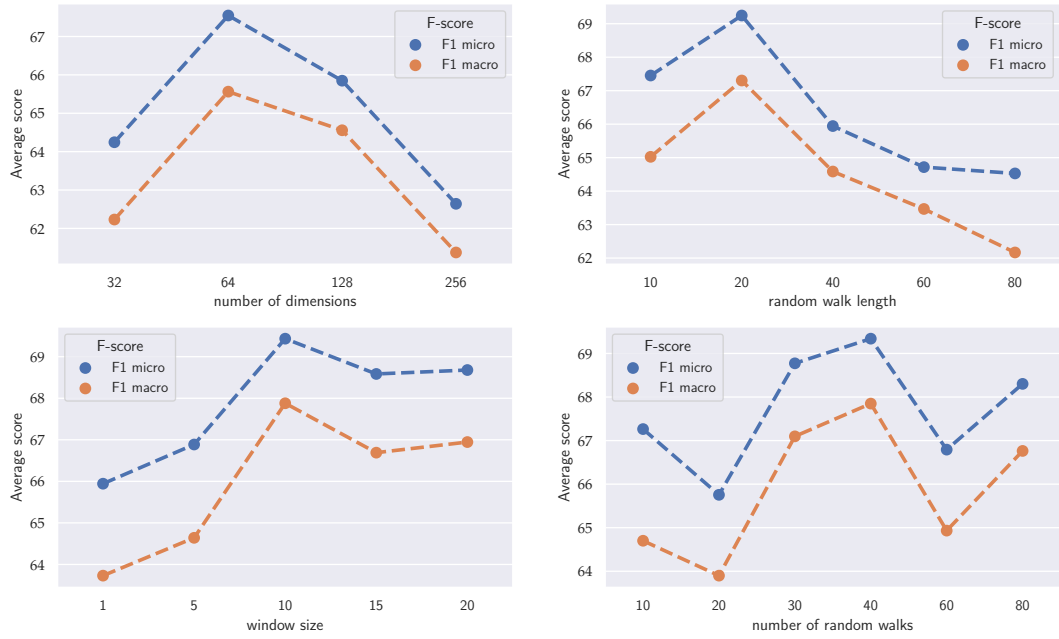 F-score
F1 micro
F1 macro
Average score
67
66
65
64
63
62
32 64 128 256
number of dimensions
F-score
F1 micro
F1 macro
Average score
69
68
67
66
65
64
63
62
10 20 40 60 80
random walk length
F-score
F1 micro
F1 macro
Average score
69
68
67
66
65
64
1 5 10 15 20
window size
F-score
F1 micro
F1 macro
Average score
69
68
67
66
65
64
10 20 30 40 60 80
number of random walks